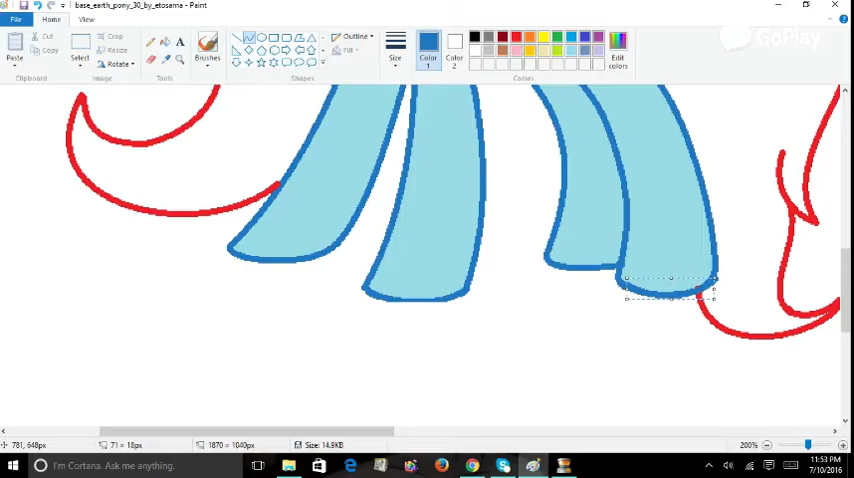 base_earth_pony_30_by_etosama - Paint
File
Home
View
Paste
Cut
Copy
Clipboard
Select
Crop
Resize
Rotate
Image
A
Tools
Brushes
Outline
Fill
Shapes
Size
Color 1
Color 2
Edit colors
Colors
GoPlay
781, 648px
71 × 18px
1870 × 1040px
Size: 14.9KB
200%
I'm Cortana. Ask me anything.
11:53 PM
7/10/2016